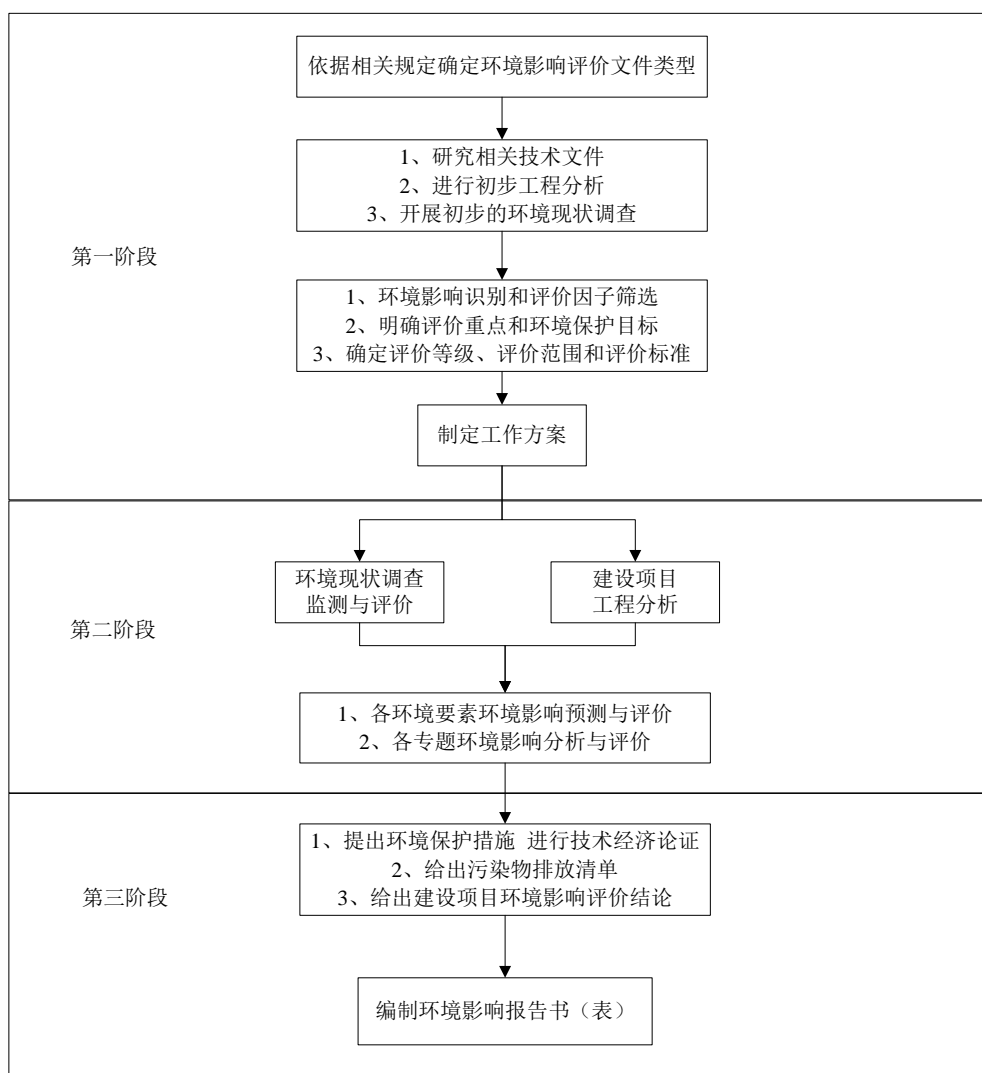 依据相关规定确定环境影响评价文件类型
1、研究相关技术文件
2、进行初步工程分析
3、开展初步的环境现状调查
第一阶段
1、环境影响识别和评价因子筛选
2、明确评价重点和环境保护目标
3、确定评价等级、评价范围和评价标准
制定工作方案
环境现状调查
监测与评价
建设项目
工程分析
第二阶段
1、各环境要素环境影响预测与评价
2、各专题环境影响分析与评价
1、提出环境保护措施 进行技术经济论证
2、给出污染物排放清单
3、给出建设项目环境影响评价结论
第三阶段
编制环境影响报告书（表）